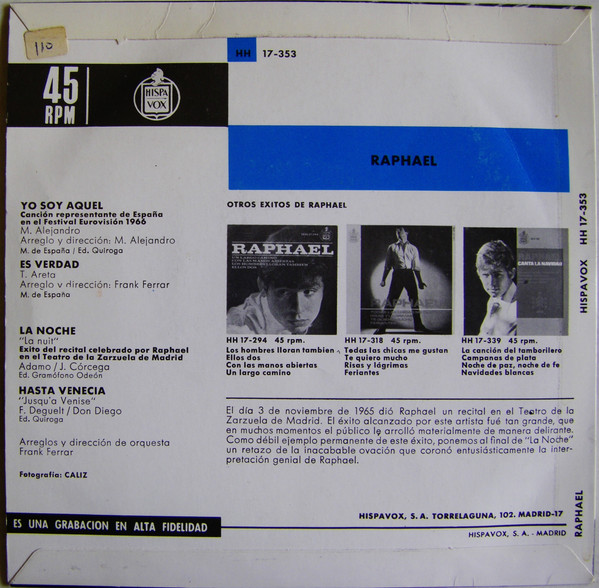 110
HH 17-353
45
RPM
HISPA
VOX
RAPHAEL
YO SOY AQUEL
Canción representante de España
en el Festival Eurovisión 1966
M. Alejandro
Arreglo y dirección: M. Alejandro
M. de España / Ed. Quiroga
ES VERDAD
T. Areta
Arreglo y dirección: Frank Ferrar
M. de España
LA NOCHE
"La nuit"
Exito del recital celebrado por Raphael
en el Teatro de la Zarzuela de Madrid
Adamo / J. Córcega
Ed. Gramófono Odeón
HASTA VENECIA
"Jusqu'a Venise"
F. Deguelt / Don Diego
Ed. Quiroga
Arreglos y dirección de orquesta
Frank Ferrar
Fotografía: CALIZ
ES UNA GRABACION EN ALTA FIDELIDAD
OTROS EXITOS DE RAPHAEL
RAPHAEL
RAPHAEL
CANTA LA NAVIDAD
HH 17-294 45 rpm.
Los hombres lloran tambien
Ellos dos
Con las manos abiertas
Un largo camino
HH 17-318 45 rpm.
Todas las chicas me gustan
Te quiero mucho
Risas y lágrimas
Feriantes
HH 17-339 45 rpm.
La canción del tamborilero
Campanas de plata
Noche de paz, noche de fe
Navidades blancas
El día 3 de noviembre de 1965 dió Raphael un recital en el Teatro de la
Zarzuela de Madrid. El éxito alcanzado por este artista fué tan grande, que
en muchos momentos el público le arrolló materialmente de manera delirante.
Como débil ejemplo permanente de este éxito, ponemos al final de "La Noche"
un retazo de la inacabable ovación que coronó entusiásticamente la inter-
pretación genial de Raphael.
HISPAVOX, S. A. TORRELAGUNA, 102. MADRID-17
HISPAVOX, S. A. - MADRID
RAPHAEL HISPAVOX HH 17-353